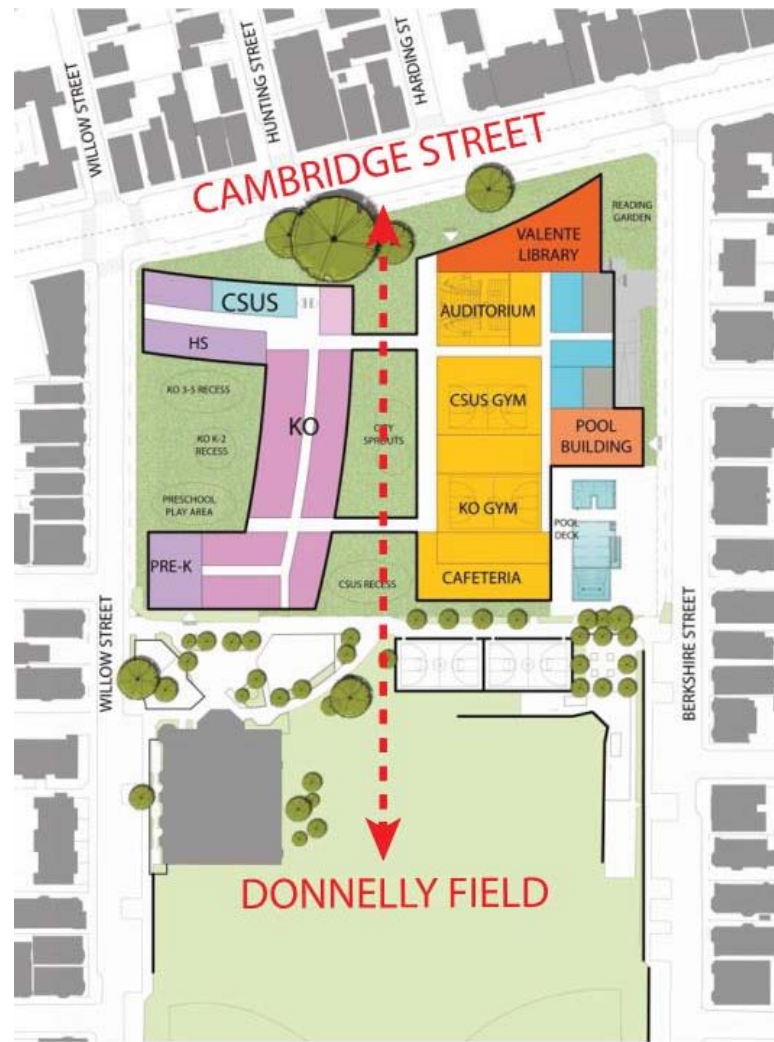 WILLOW STREET
HUNTING STREET
HARDING ST
CAMBRIDGE STREET
READING
GARDEN
VALENTE
LIBRARY
CSUS
AUDITORIUM
HS
KO 3-5 RECESS
CSUS GYM
KO
CITY
SPROUTS
POOL
BUILDING
KO K-2
RECESS
PRESCHOOL
PLAY AREA
KO GYM
POOL
DECK
PRE-K
CSUS RECESS
CAFETERIA
WILLOW STREET
BERKSHIRE STREET
DONNELLY FIELD